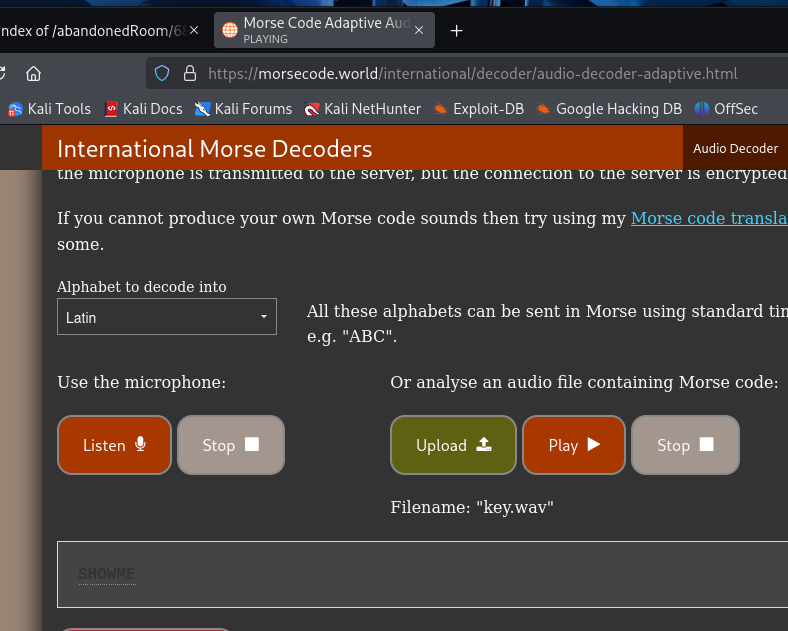 ndex of /abandonedRoom/68
Morse Code Adaptive Aud
PLAYING
https://morsecode.world/international/decoder/audio-decoder-adaptive.html
Kali Tools Kali Docs Kali Forums Kali NetHunter Exploit-DB Google Hacking DB OffSec
International Morse Decoders Audio Decoder
the microphone is transmitted to the server, but the connection to the server is encrypted
If you cannot produce your own Morse code sounds then try using my Morse code transla
some.
Alphabet to decode into
Latin
All these alphabets can be sent in Morse using standard tim
e.g. "ABC".
Use the microphone: Or analyse an audio file containing Morse code:
Listen Stop Upload Play Stop
Filename: "key.wav"
SHOWME